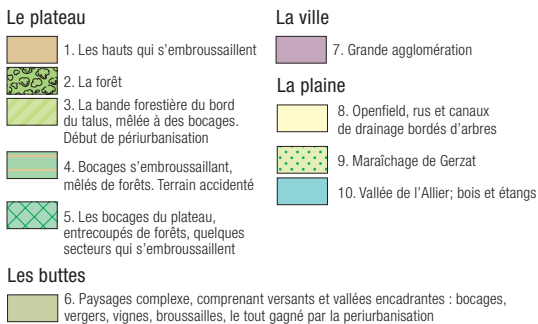 Le plateau
1. Les hauts qui s'embroussaillent
2. La forêt
3. La bande forestière du bord
du talus, mêlée à des bocages.
Début de périurbanisation
4. Bocages s'embroussaillant,
mêlés de forêts. Terrain accidenté
5. Les bocages du plateau,
entrecoupés de forêts, quelques
secteurs qui s'embroussaillent
La ville
7. Grande agglomération
La plaine
8. Openfield, rus et canaux
de drainage bordés d'arbres
9. Maraîchage de Gerzat
10. Vallée de l'Allier; bois et étangs
Les buttes
6. Paysages complexe, comprenant versants et vallées encadrantes : bocages,
vergers, vignes, broussailles, le tout gagné par la periurbanisation